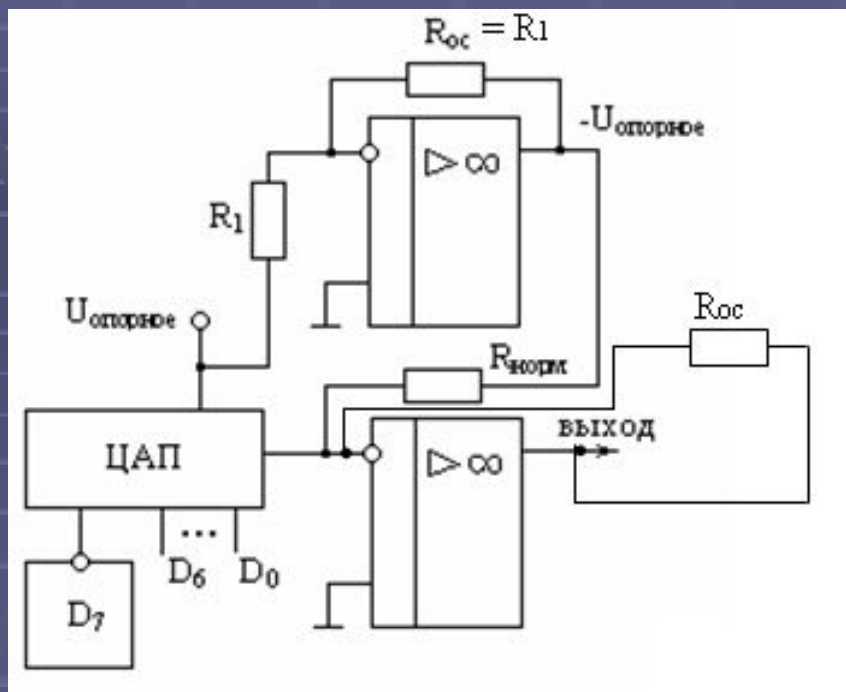 Rос = R1
-Uопорное
▷ ∞
R1
Uопорное
Rос
Rнорм
ЦАП
выход
▷ ∞
D6 ... D0
D7